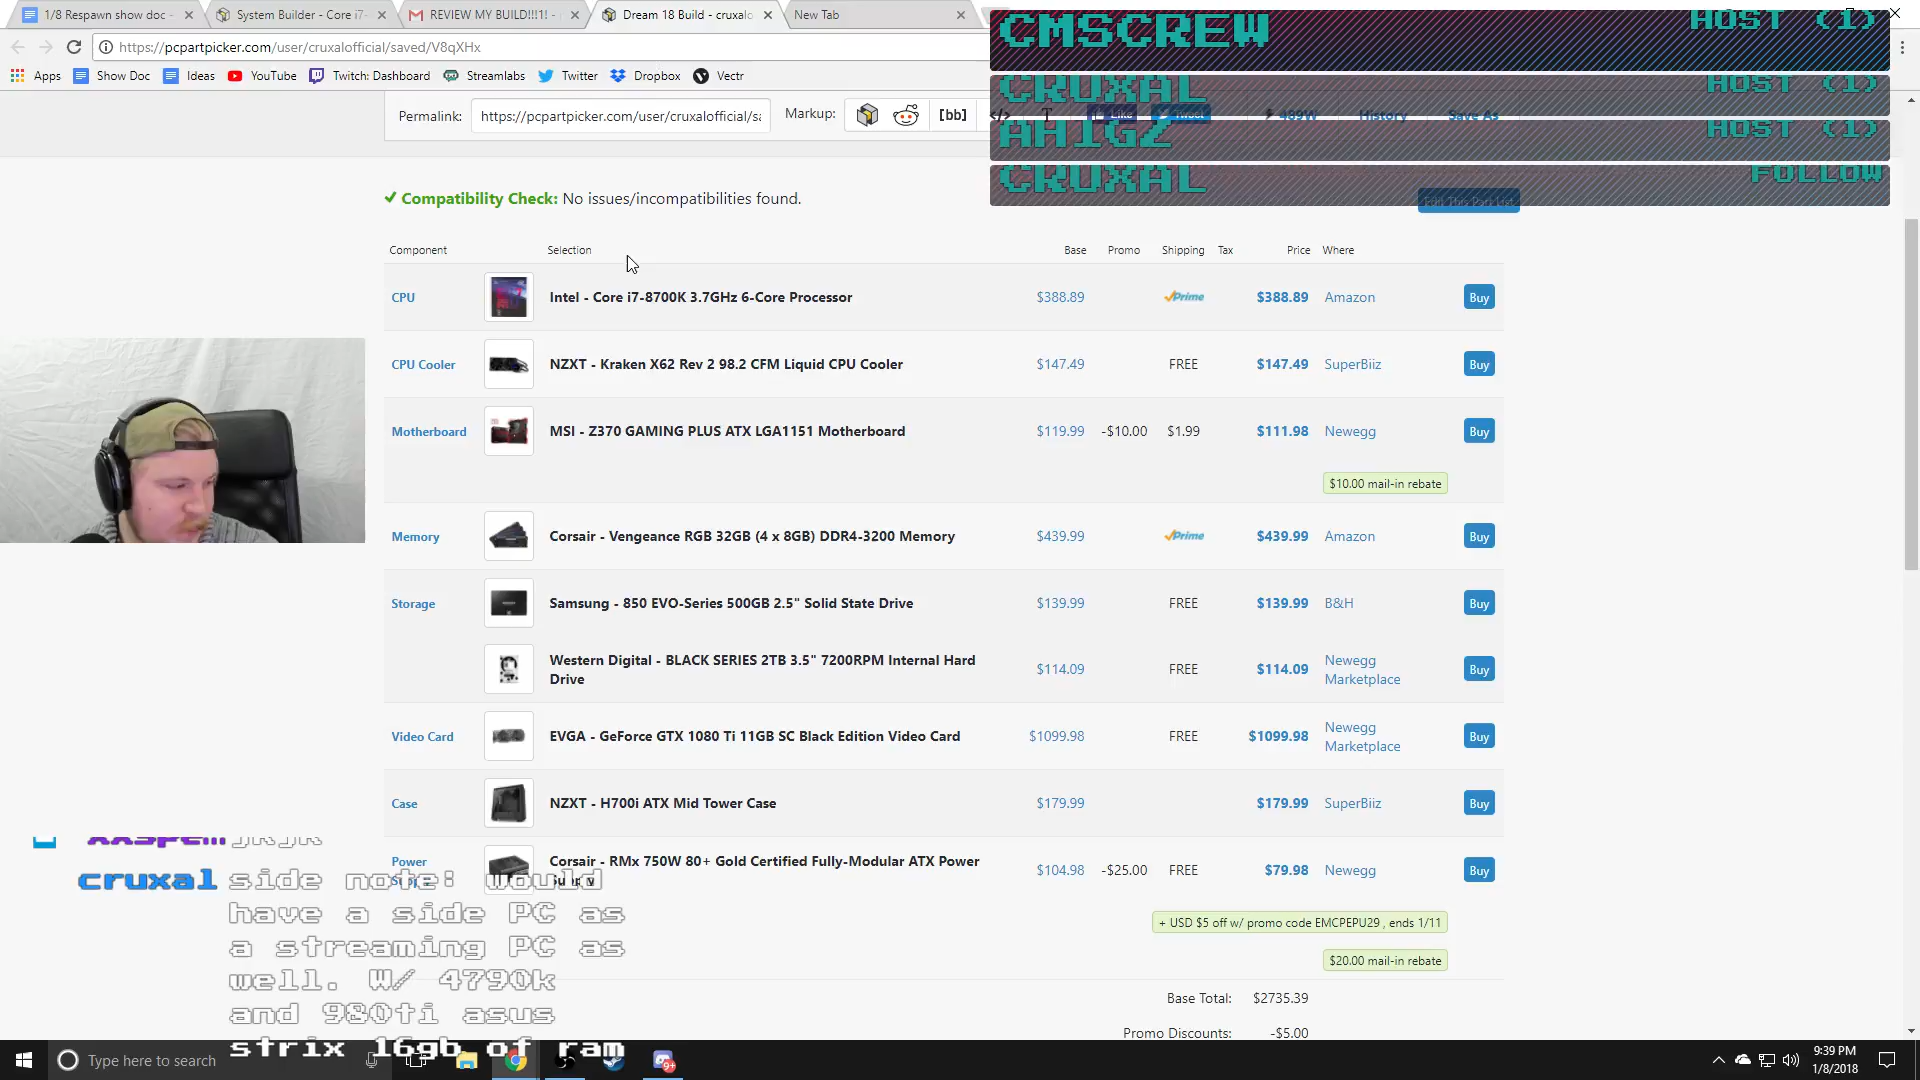 1/8 Respawn show doc -
System Builder - Core i7-
REVIEW MY BUILD!!!1! -
Dream 18 Build - cruxalo
New Tab
https://pcpartpicker.com/user/cruxalofficial/saved/V8qXHx
Apps
Show Doc
Ideas
YouTube
Twitch: Dashboard
Streamlabs
Twitter
Dropbox
Vectr
CMSCREW
HOST (1)
CRUXAL
HOST (1)
AHIGZ
HOST (1)
CRUXAL
FOLLOW
Permalink:
https://pcpartpicker.com/user/cruxalofficial/sa
Markup:
[bb]
</>
T
Like
Tweet
489W
History
Save As
Compatibility Check: No issues/incompatibilities found.
Edit This Part List
Component Selection Base Promo Shipping Tax Price Where
CPU Intel - Core i7-8700K 3.7GHz 6-Core Processor $388.89 Prime $388.89 Amazon Buy
CPU Cooler NZXT - Kraken X62 Rev 2 98.2 CFM Liquid CPU Cooler $147.49 FREE $147.49 SuperBiiz Buy
Motherboard MSI - Z370 GAMING PLUS ATX LGA1151 Motherboard $119.99 -$10.00 $1.99 $111.98 Newegg Buy
$10.00 mail-in rebate
Memory Corsair - Vengeance RGB 32GB (4 x 8GB) DDR4-3200 Memory $439.99 Prime $439.99 Amazon Buy
Storage Samsung - 850 EVO-Series 500GB 2.5" Solid State Drive $139.99 FREE $139.99 B&H Buy
Western Digital - BLACK SERIES 2TB 3.5" 7200RPM Internal Hard
Drive
$114.09 FREE $114.09
Newegg
Marketplace
Buy
Video Card EVGA - GeForce GTX 1080 Ti 11GB SC Black Edition Video Card $1099.98 FREE $1099.98
Newegg
Marketplace
Buy
Case NZXT - H700i ATX Mid Tower Case $179.99 $179.99 SuperBiiz Buy
Power
Corsair - RMx 750W 80+ Gold Certified Fully-Modular ATX Power
Supply
$104.98 -$25.00 FREE $79.98 Newegg Buy
+ USD $5 off w/ promo code EMCPEPU29 , ends 1/11
$20.00 mail-in rebate
Base Total: $2735.39
Promo Discounts: -$5.00
jkjk
cruxal side note: would
have a side PC as
a streaming PC as
well. W/ 4790k
and 980ti asus
strix 16gb of ram
Type here to search
9+
9:39 PM
1/8/2018